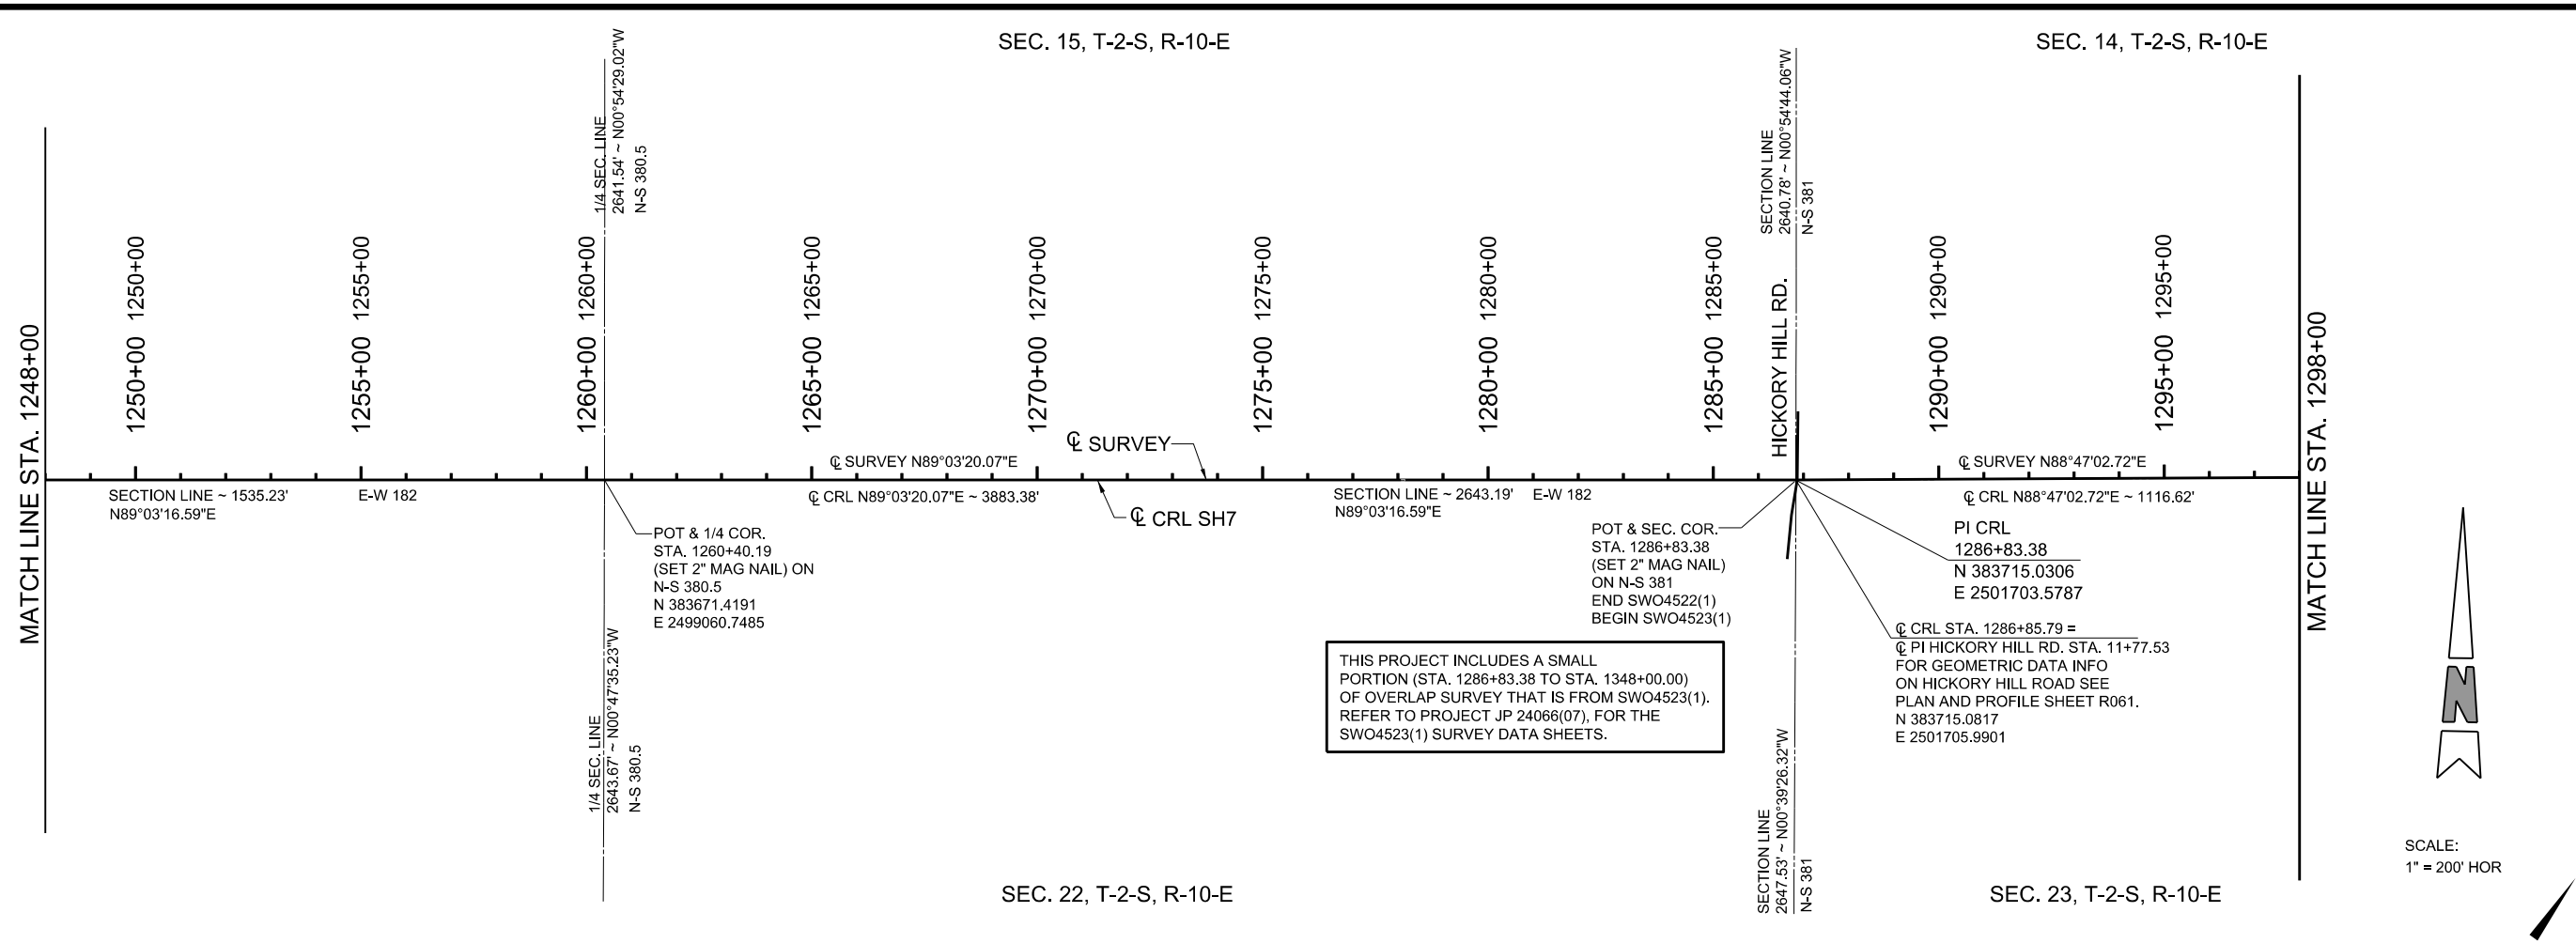 SEC. 15, T-2-S, R-10-E
SEC. 14, T-2-S, R-10-E
1/4 SEC. LINE
2641.54' ~ N00°54'29.02"W
N-S 380.5
SECTION LINE
2640.78' ~ N00°54'44.06"W
N-S 381
MATCH LINE STA. 1248+00
1250+00 1250+00
1255+00 1255+00
1260+00 1260+00
1265+00 1265+00
1270+00 1270+00
1275+00 1275+00
1280+00 1280+00
1285+00 1285+00
HICKORY HILL RD.
1290+00 1290+00
1295+00 1295+00
MATCH LINE STA. 1298+00
℄ SURVEY
℄ SURVEY N89°03'20.07"E
℄ SURVEY N88°47'02.72"E
SECTION LINE ~ 1535.23'
N89°03'16.59"E
E-W 182
℄ CRL N89°03'20.07"E ~ 3883.38'
℄ CRL SH7
SECTION LINE ~ 2643.19'
N89°03'16.59"E
E-W 182
℄ CRL N88°47'02.72"E ~ 1116.62'
POT & 1/4 COR.
STA. 1260+40.19
(SET 2" MAG NAIL) ON
N-S 380.5
N 383671.4191
E 2499060.7485
POT & SEC. COR.
STA. 1286+83.38
(SET 2" MAG NAIL)
ON N-S 381
END SWO4522(1)
BEGIN SWO4523(1)
PI CRL
1286+83.38
N 383715.0306
E 2501703.5787
℄ CRL STA. 1286+85.79 =
℄ PI HICKORY HILL RD. STA. 11+77.53
FOR GEOMETRIC DATA INFO
ON HICKORY HILL ROAD SEE
PLAN AND PROFILE SHEET R061.
N 383715.0817
E 2501705.9901
THIS PROJECT INCLUDES A SMALL
PORTION (STA. 1286+83.38 TO STA. 1348+00.00)
OF OVERLAP SURVEY THAT IS FROM SWO4523(1).
REFER TO PROJECT JP 24066(07), FOR THE
SWO4523(1) SURVEY DATA SHEETS.
1/4 SEC. LINE
2643.67' ~ N00°47'35.23"W
N-S 380.5
SECTION LINE
2647.53' ~ N00°39'26.32"W
N-S 381
N
SCALE:
1" = 200' HOR
SEC. 22, T-2-S, R-10-E
SEC. 23, T-2-S, R-10-E